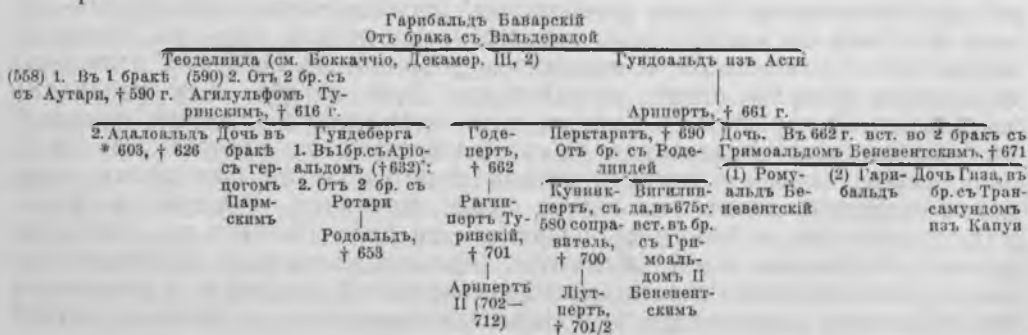 Гарибальдъ Баварскій
Отъ брака съ Вальдерадой
Теоделинда (см. Боккаччіо, Декамер. III, 2)
(558) 1. Въ 1 бракѣ (590) 2. Отъ 2 бр. съ
съ Аутари, † 590 г. Агилульфомъ Ту-
ринскимъ, † 616 г.
Гундоальдъ изъ Асти
Арипертъ, † 661 г.
2. Адалоальдъ
* 603, † 626
Дочь въ
бракѣ
съ гер-
цогомъ
Парм-
скимъ
Гундеберга
1. Въ 1 бр. съ Аріо-
альдомъ († 632):
2. Отъ 2 бр. съ
Ротари
Родоальдъ,
† 653
Годе-
пертъ,
† 662
Рагин-
пертъ Ту-
ринскій,
† 701
Арипертъ
II (702—
712)
Перктаритъ, † 690
Отъ бр. съ Роде-
линдей
Куник-
пертъ, съ
580 сопра-
витель,
† 700
Ліут-
пертъ,
† 701/2
Вигилин-
да, въ 675 г.
вст. въ бр.
съ Гри-
моаль-
домъ II
Беневент-
скимъ
Дочь. Въ 662 г. вст. во 2 бракъ съ
Гримоальдомъ Беневентскимъ, † 671
(1) Рому-
альдъ Бе-
невентскій
(2) Гари-
бальдъ
Дочь Гиза, въ
бр. съ Тран-
самундомъ
изъ Капуи